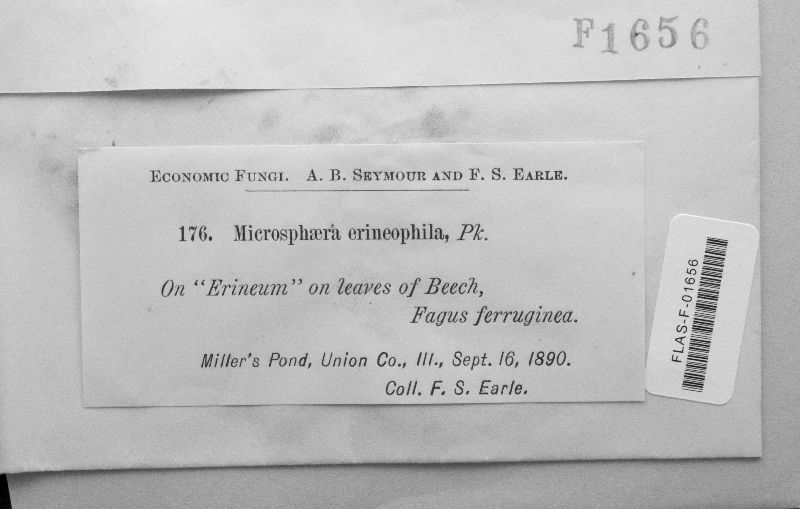 F1656
ECONOMIC FUNGI. A. B. SEYMOUR AND F. S. EARLE.
176. Microsphæra erineophila, Pk.
On "Erineum" on leaves of Beech,
Fagus ferruginea.
Miller's Pond, Union Co., Ill., Sept. 16, 1890.
Coll. F. S. Earle.
FLAS-F-01656